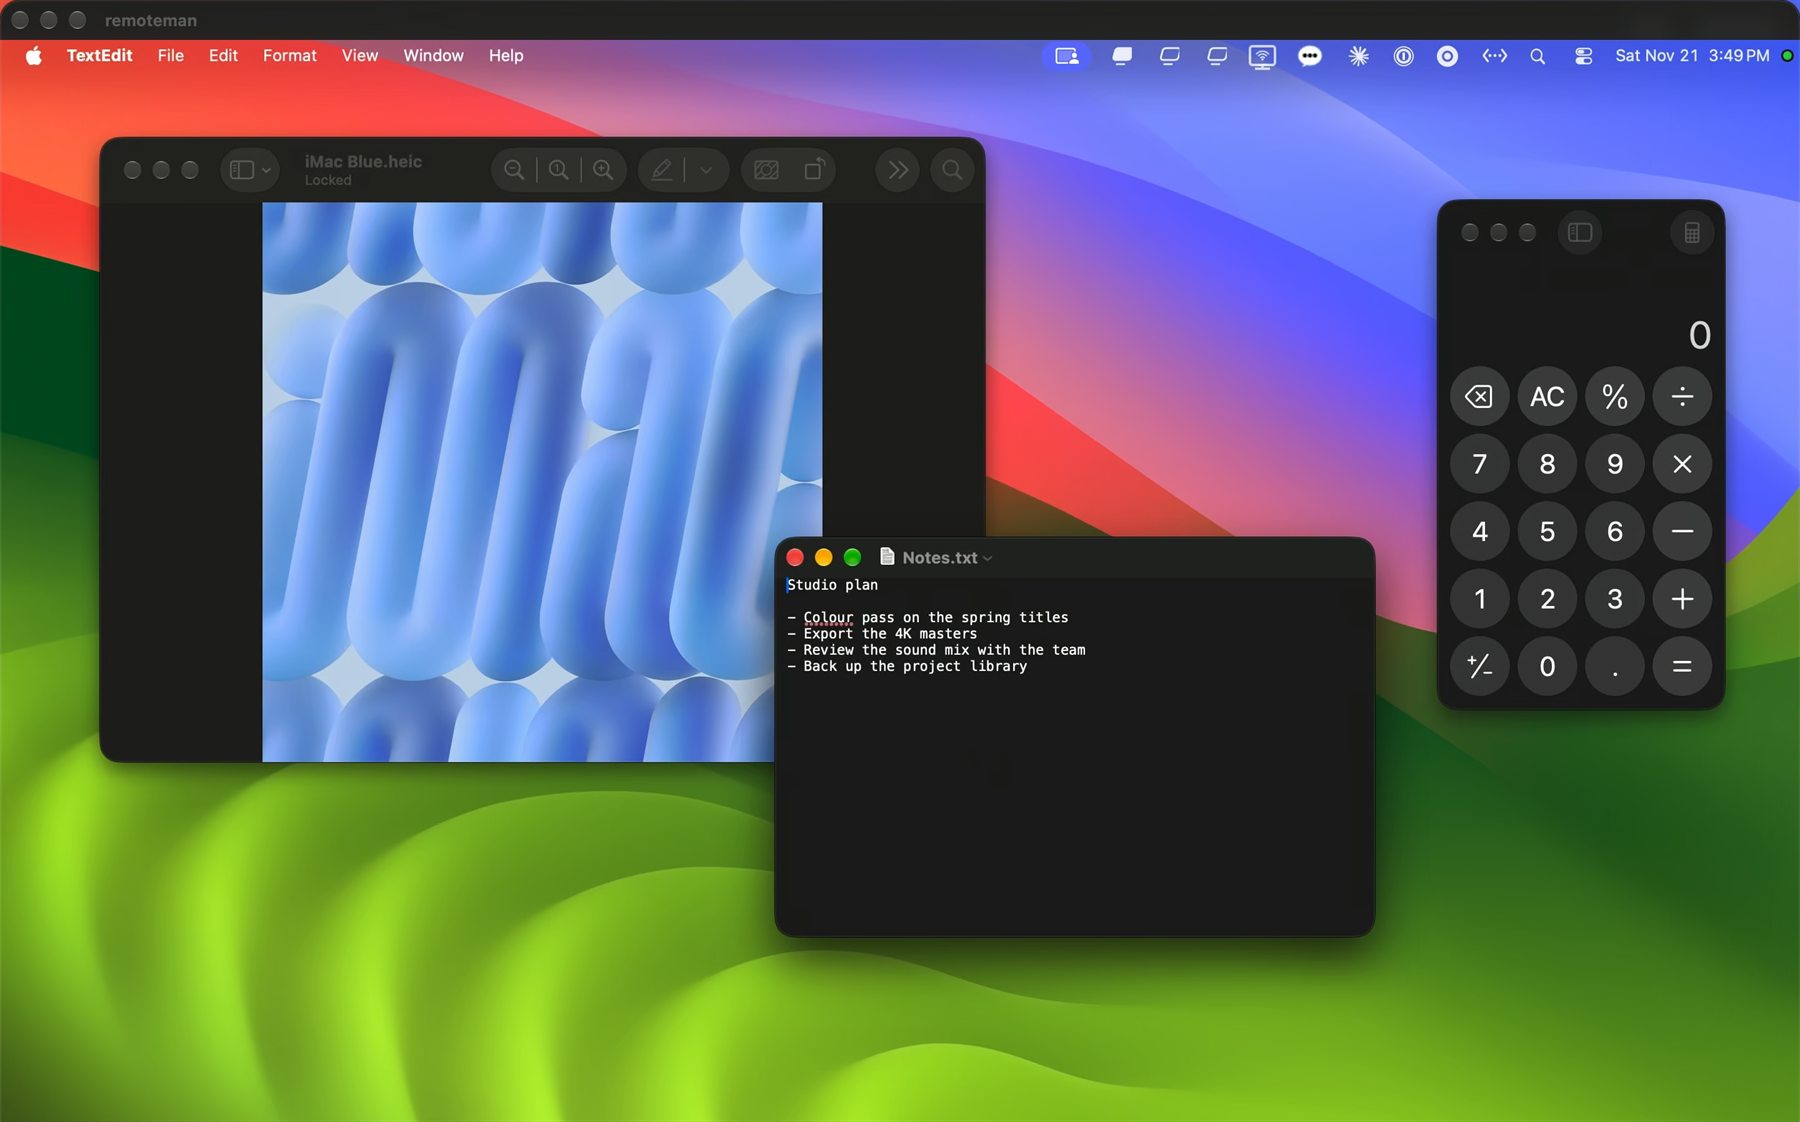 remoteman
TextEdit File Edit Format View Window Help
Sat Nov 21 3:49 PM
iMac Blue.heic
Locked
Notes.txt
Studio plan
- Colour pass on the spring titles
- Export the 4K masters
- Review the sound mix with the team
- Back up the project library
0
AC % ÷
7 8 9 ×
4 5 6 −
1 2 3 +
+/- 0 . =